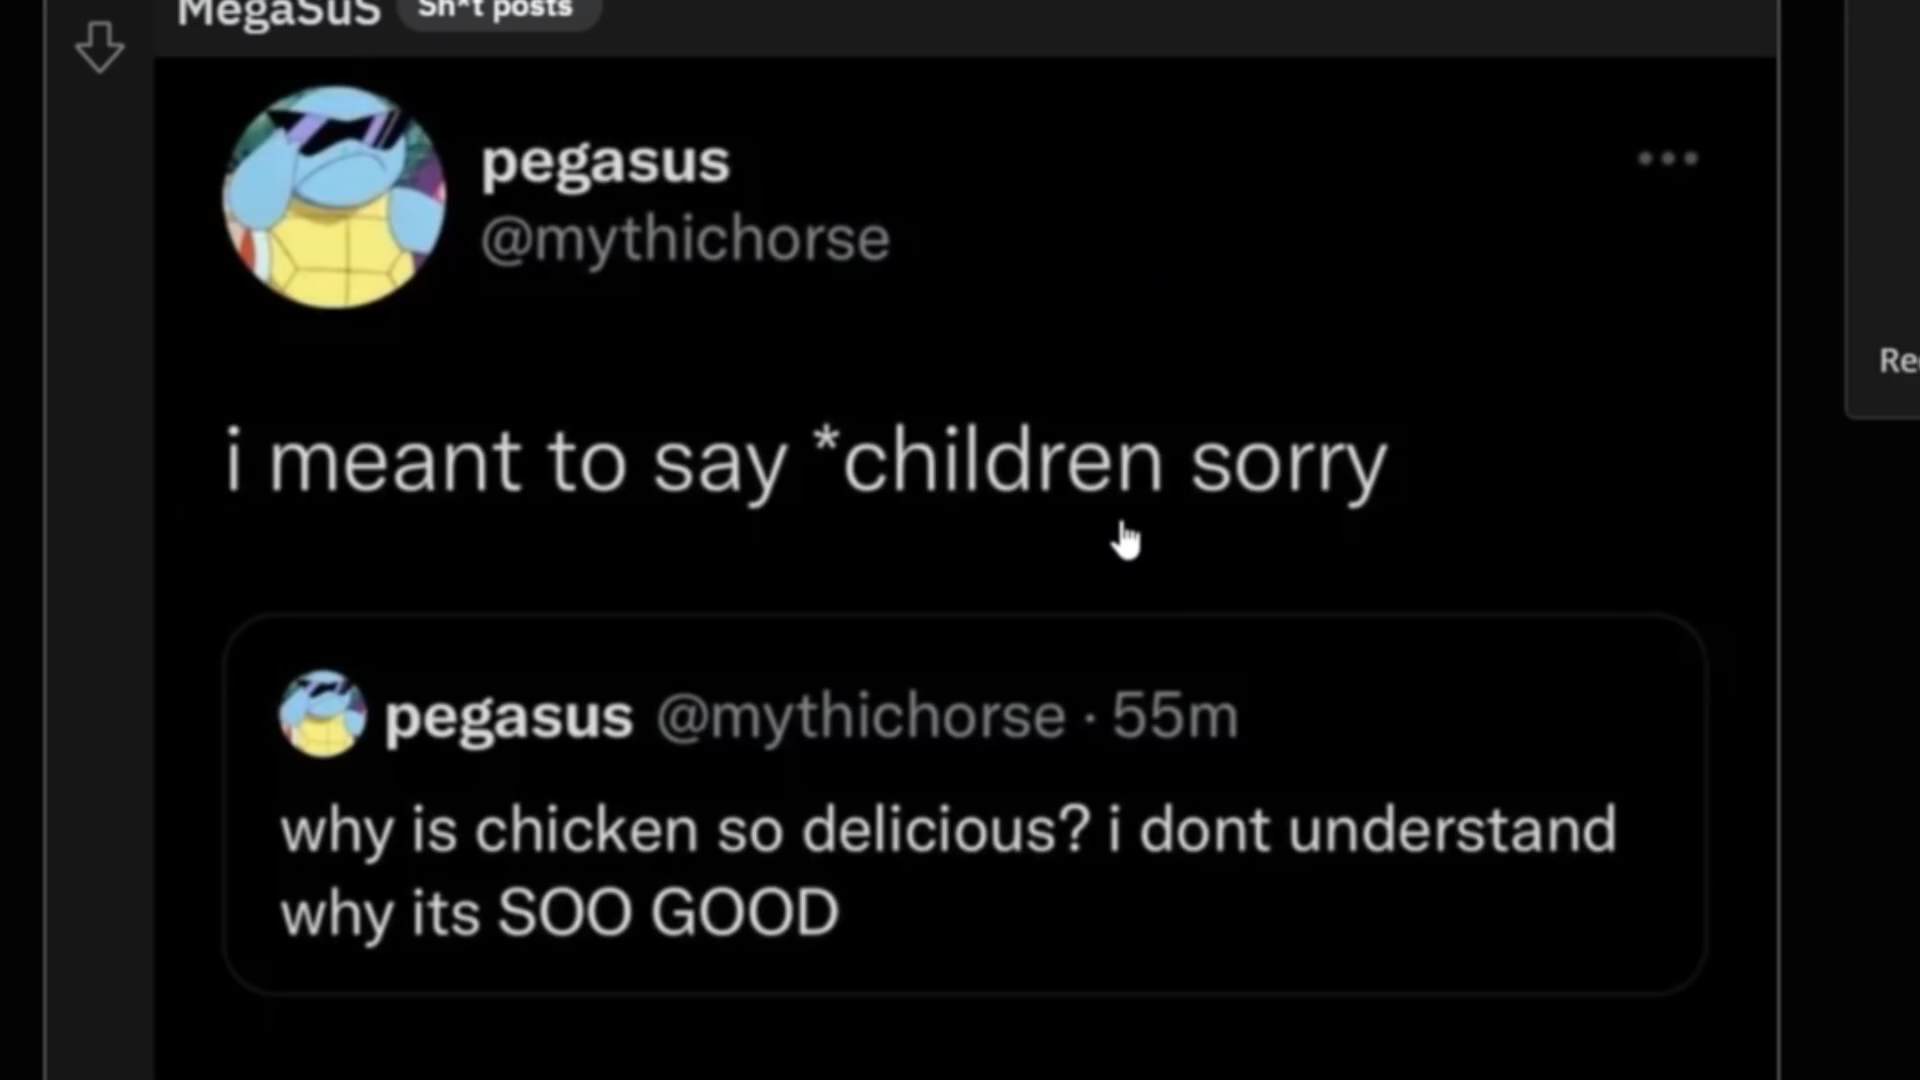 MegaSuS Sh*t posts
pegasus
@mythichorse
i meant to say *children sorry
pegasus @mythichorse · 55m
why is chicken so delicious? i dont understand
why its SOO GOOD